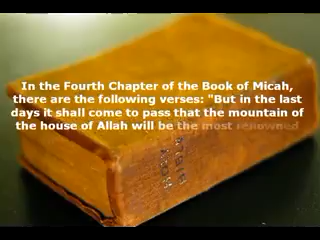 In the Fourth Chapter of the Book of Micah,
there are the following verses: "But in the last
days it shall come to pass that the mountain of
the house of Allah will be the most renowned